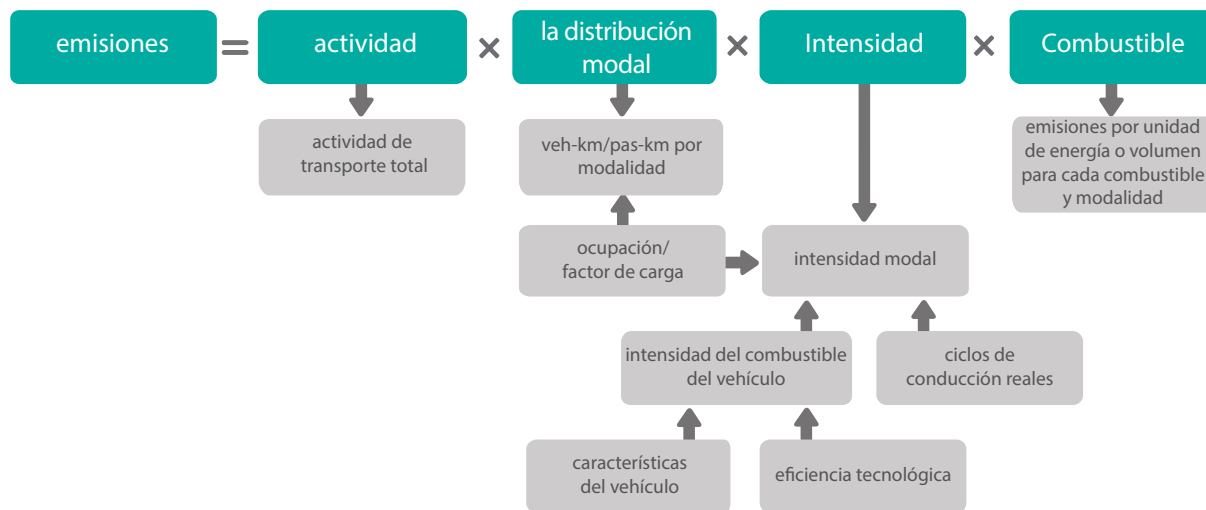 emisiones
=
actividad
×
la distribución
modal
×
Intensidad
×
Combustible
actividad de
transporte total
veh-km/pas-km por
modalidad
emisiones por unidad
de energía o volumen
para cada combustible
y modalidad
ocupación/
factor de carga
intensidad modal
intensidad del combustible
del vehículo
ciclos de
conducción reales
características
del vehículo
eficiencia tecnológica